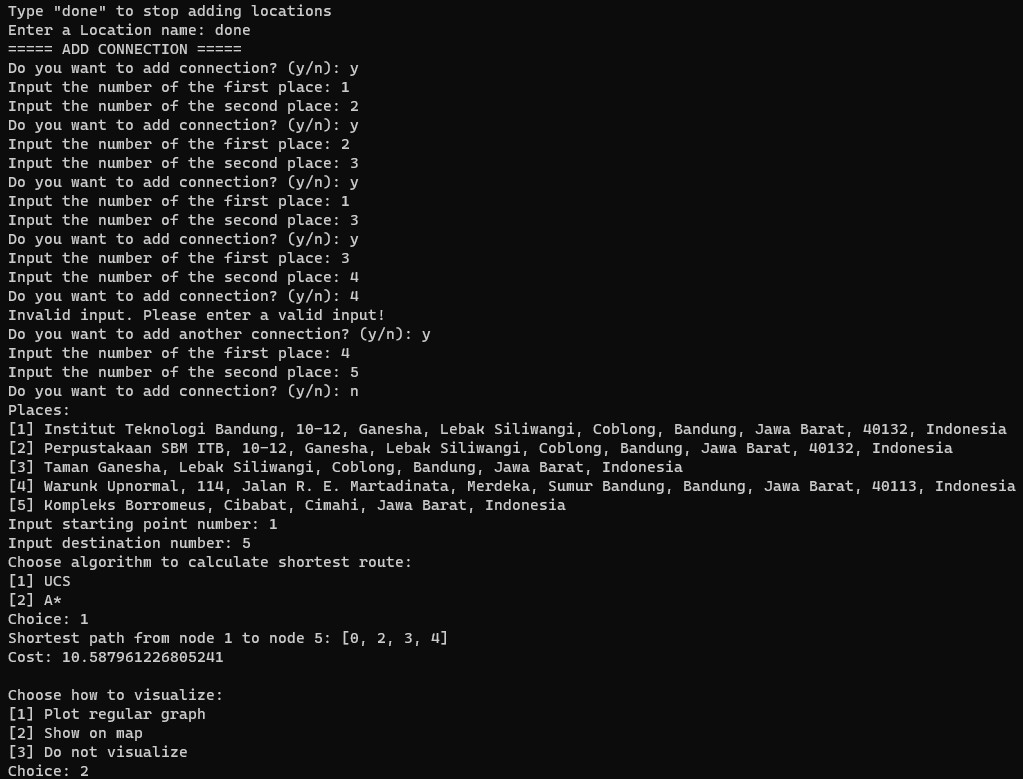 Type "done" to stop adding locations
Enter a Location name: done
===== ADD CONNECTION =====
Do you want to add connection? (y/n): y
Input the number of the first place: 1
Input the number of the second place: 2
Do you want to add connection? (y/n): y
Input the number of the first place: 2
Input the number of the second place: 3
Do you want to add connection? (y/n): y
Input the number of the first place: 1
Input the number of the second place: 3
Do you want to add connection? (y/n): y
Input the number of the first place: 3
Input the number of the second place: 4
Do you want to add connection? (y/n): 4
Invalid input. Please enter a valid input!
Do you want to add another connection? (y/n): y
Input the number of the first place: 4
Input the number of the second place: 5
Do you want to add connection? (y/n): n
Places:
[1] Institut Teknologi Bandung, 10-12, Ganesha, Lebak Siliwangi, Coblong, Bandung, Jawa Barat, 40132, Indonesia
[2] Perpustakaan SBM ITB, 10-12, Ganesha, Lebak Siliwangi, Coblong, Bandung, Jawa Barat, 40132, Indonesia
[3] Taman Ganesha, Lebak Siliwangi, Coblong, Bandung, Jawa Barat, Indonesia
[4] Warunk Upnormal, 114, Jalan R. E. Martadinata, Merdeka, Sumur Bandung, Bandung, Jawa Barat, 40113, Indonesia
[5] Kompleks Borromeus, Cibabat, Cimahi, Jawa Barat, Indonesia
Input starting point number: 1
Input destination number: 5
Choose algorithm to calculate shortest route:
[1] UCS
[2] A*
Choice: 1
Shortest path from node 1 to node 5: [0, 2, 3, 4]
Cost: 10.587961226805241
Choose how to visualize:
[1] Plot regular graph
[2] Show on map
[3] Do not visualize
Choice: 2